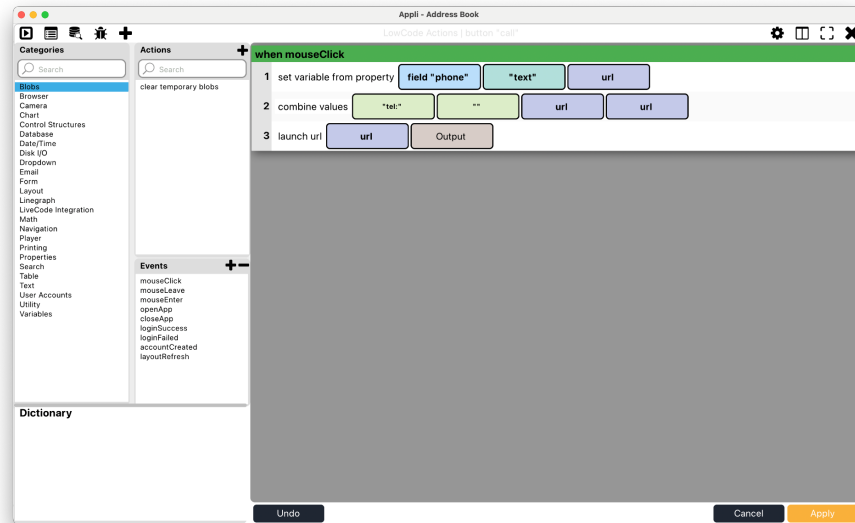 Appli - Address Book
LowCode Actions | button "call"
Categories
Search
Blobs
Browser
Camera
Chart
Control Structures
Database
Date/Time
Disk I/O
Dropdown
Email
Form
Layout
Linegraph
LiveCode Integration
Math
Navigation
Player
Printing
Properties
Search
Table
Text
User Accounts
Utility
Variables
Actions
Search
clear temporary blobs
Events
mouseClick
mouseLeave
mouseEnter
openApp
closeApp
loginSuccess
loginFailed
accountCreated
layoutRefresh
Dictionary
when mouseClick
1 set variable from property field "phone" "text" url
2 combine values "tel:" "" url url
3 launch url url Output
Undo
Cancel
Apply